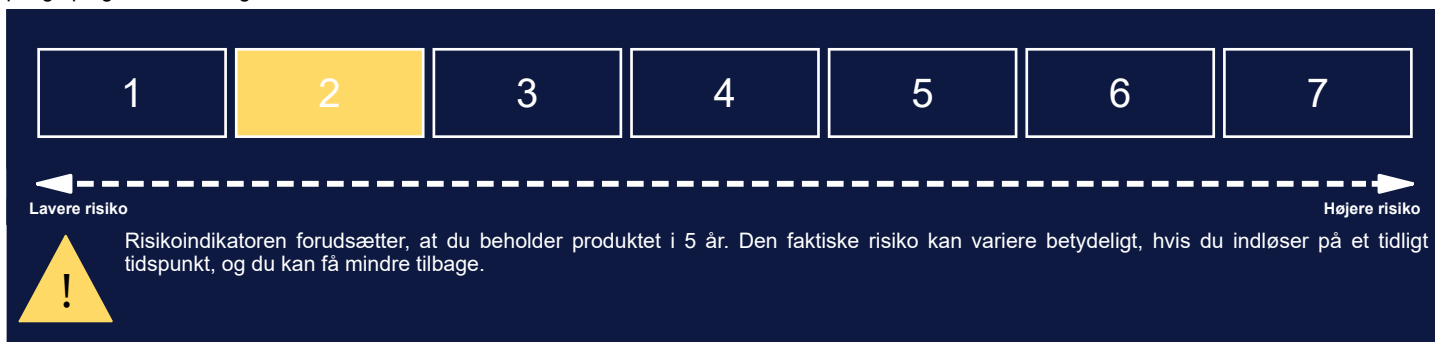 1 2 3 4 5 6 7
Lavere risiko Højere risiko
Risikoindikatoren forudsætter, at du beholder produktet i 5 år. Den faktiske risiko kan variere betydeligt, hvis du indløser på et tidligt
tidspunkt, og du kan få mindre tilbage.
!